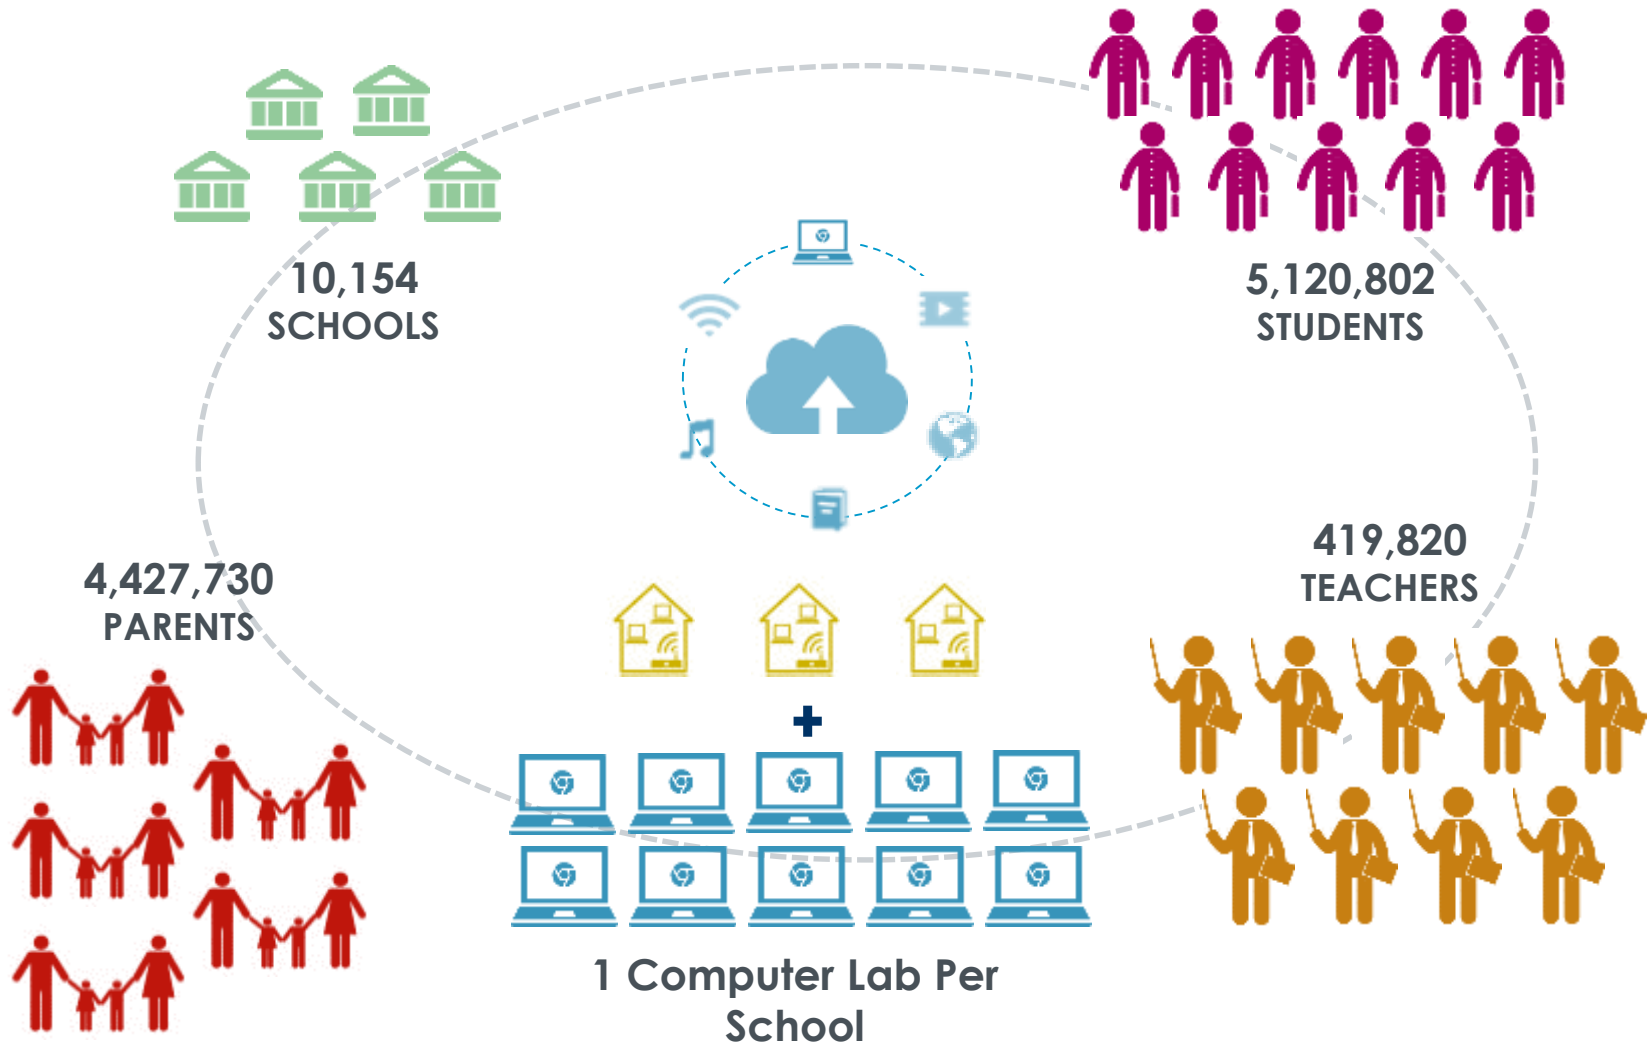 10,154
SCHOOLS
5,120,802
STUDENTS
4,427,730
PARENTS
419,820
TEACHERS
1 Computer Lab Per
School